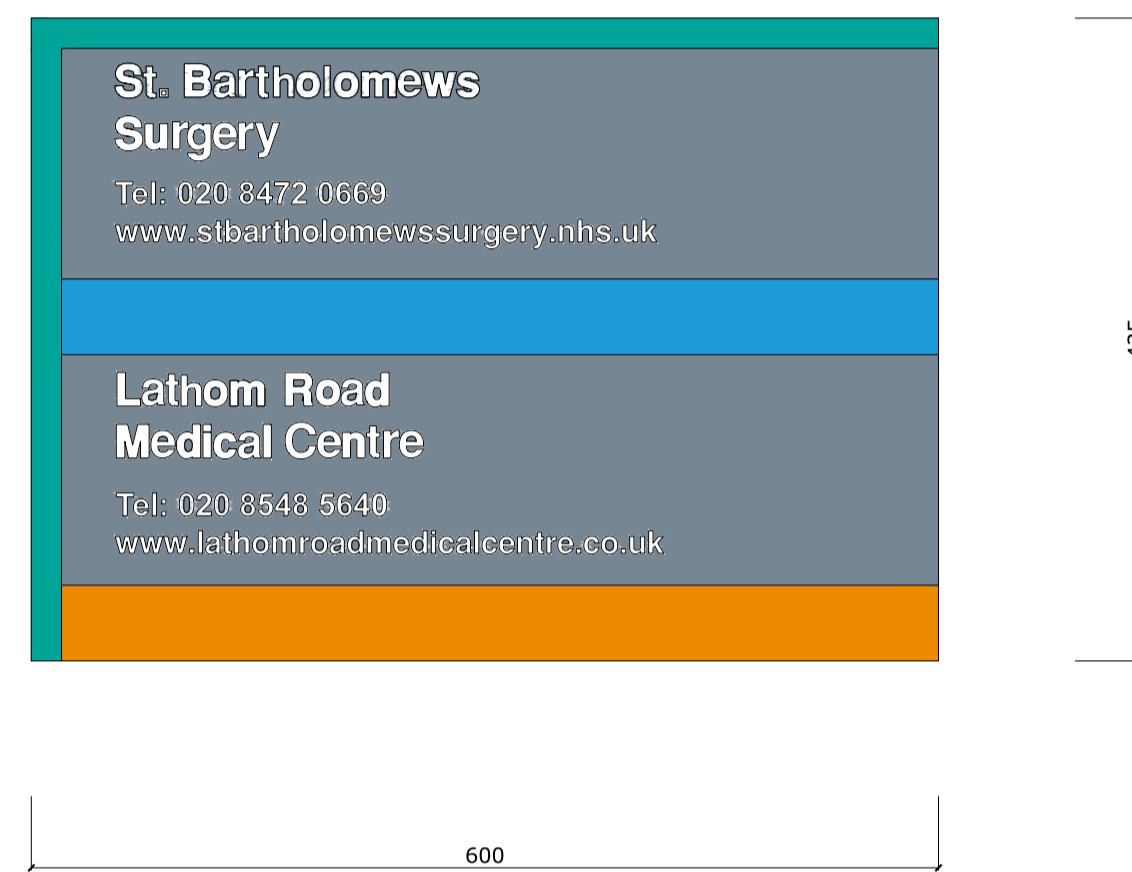 St. Bartholomews
Surgery
Tel: 020 8472 0669
www.stbartholomewssurgery.nhs.uk
Lathom Road
Medical Centre
Tel: 020 8548 5640
www.lathomroadmedicalcentre.co.uk
600